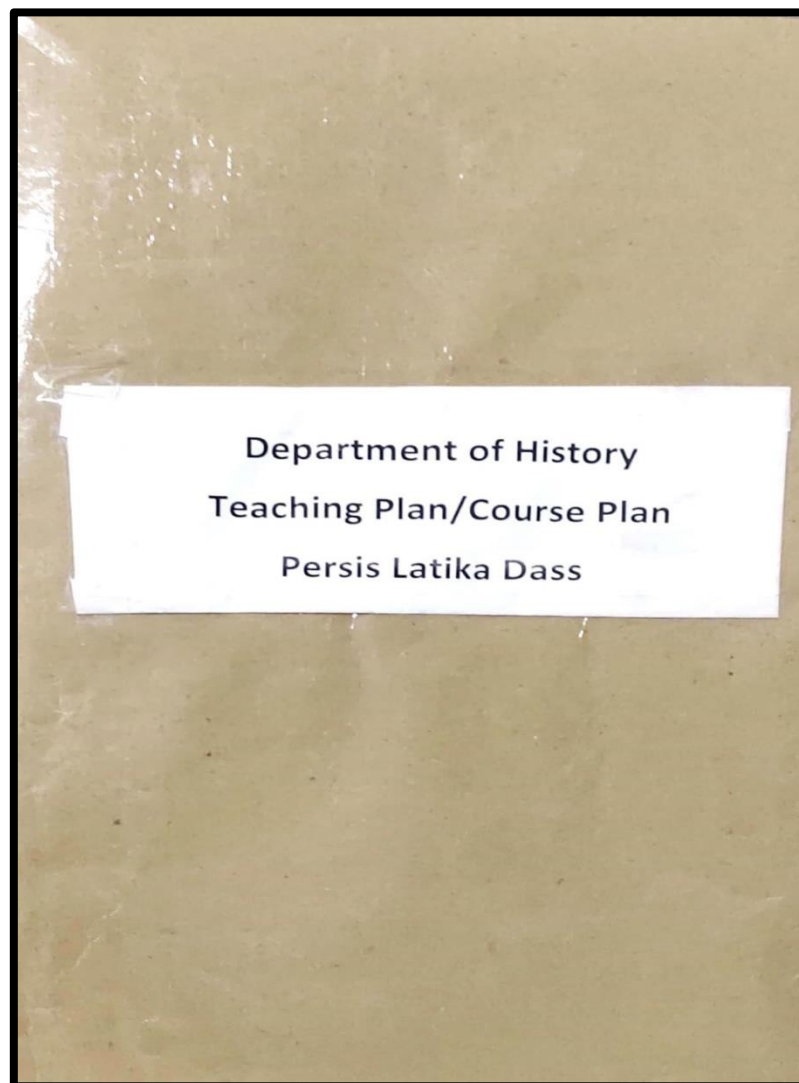 Department of History
Teaching Plan/Course Plan
Persis Latika Dass